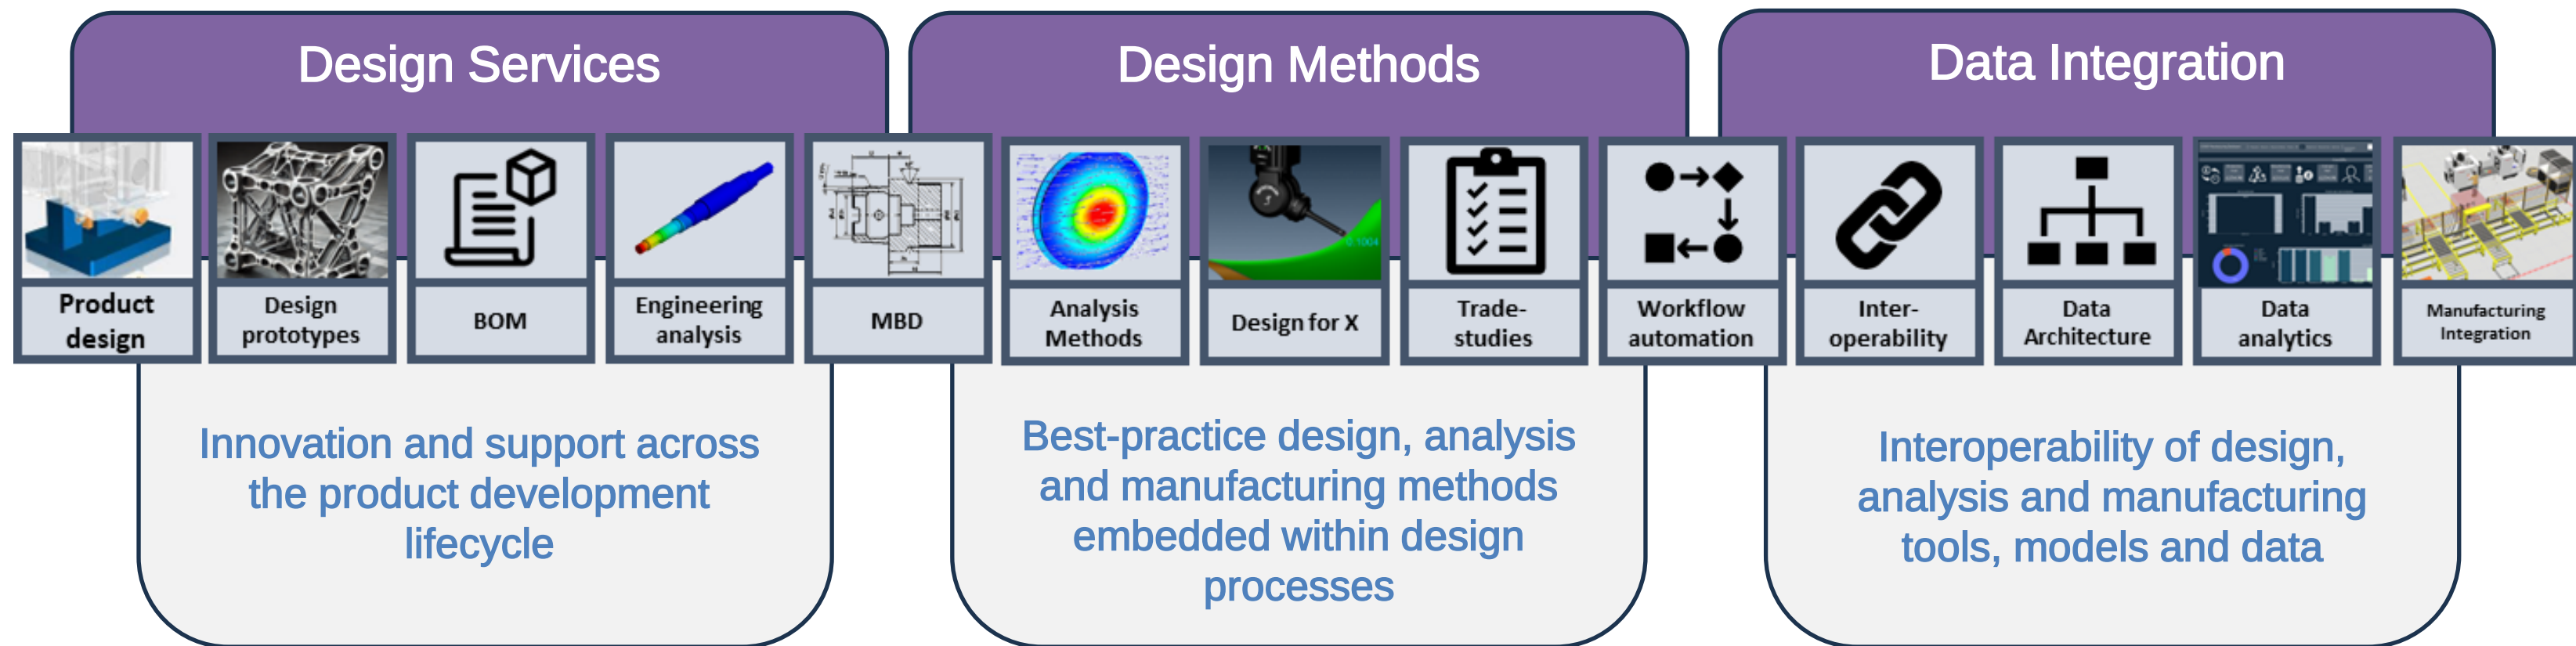 Design Services
Design Methods
Data Integration
Product
design
Design
prototypes
BOM
Engineering
analysis
MBD
Analysis
Methods
Design for X
0.1004
Trade-
studies
Workflow
automation
Inter-
operability
Data
Architecture
Data
analytics
Manufacturing
Integration
Innovation and support across
the product development
lifecycle
Best-practice design, analysis
and manufacturing methods
embedded within design
processes
Interoperability of design,
analysis and manufacturing
tools, models and data